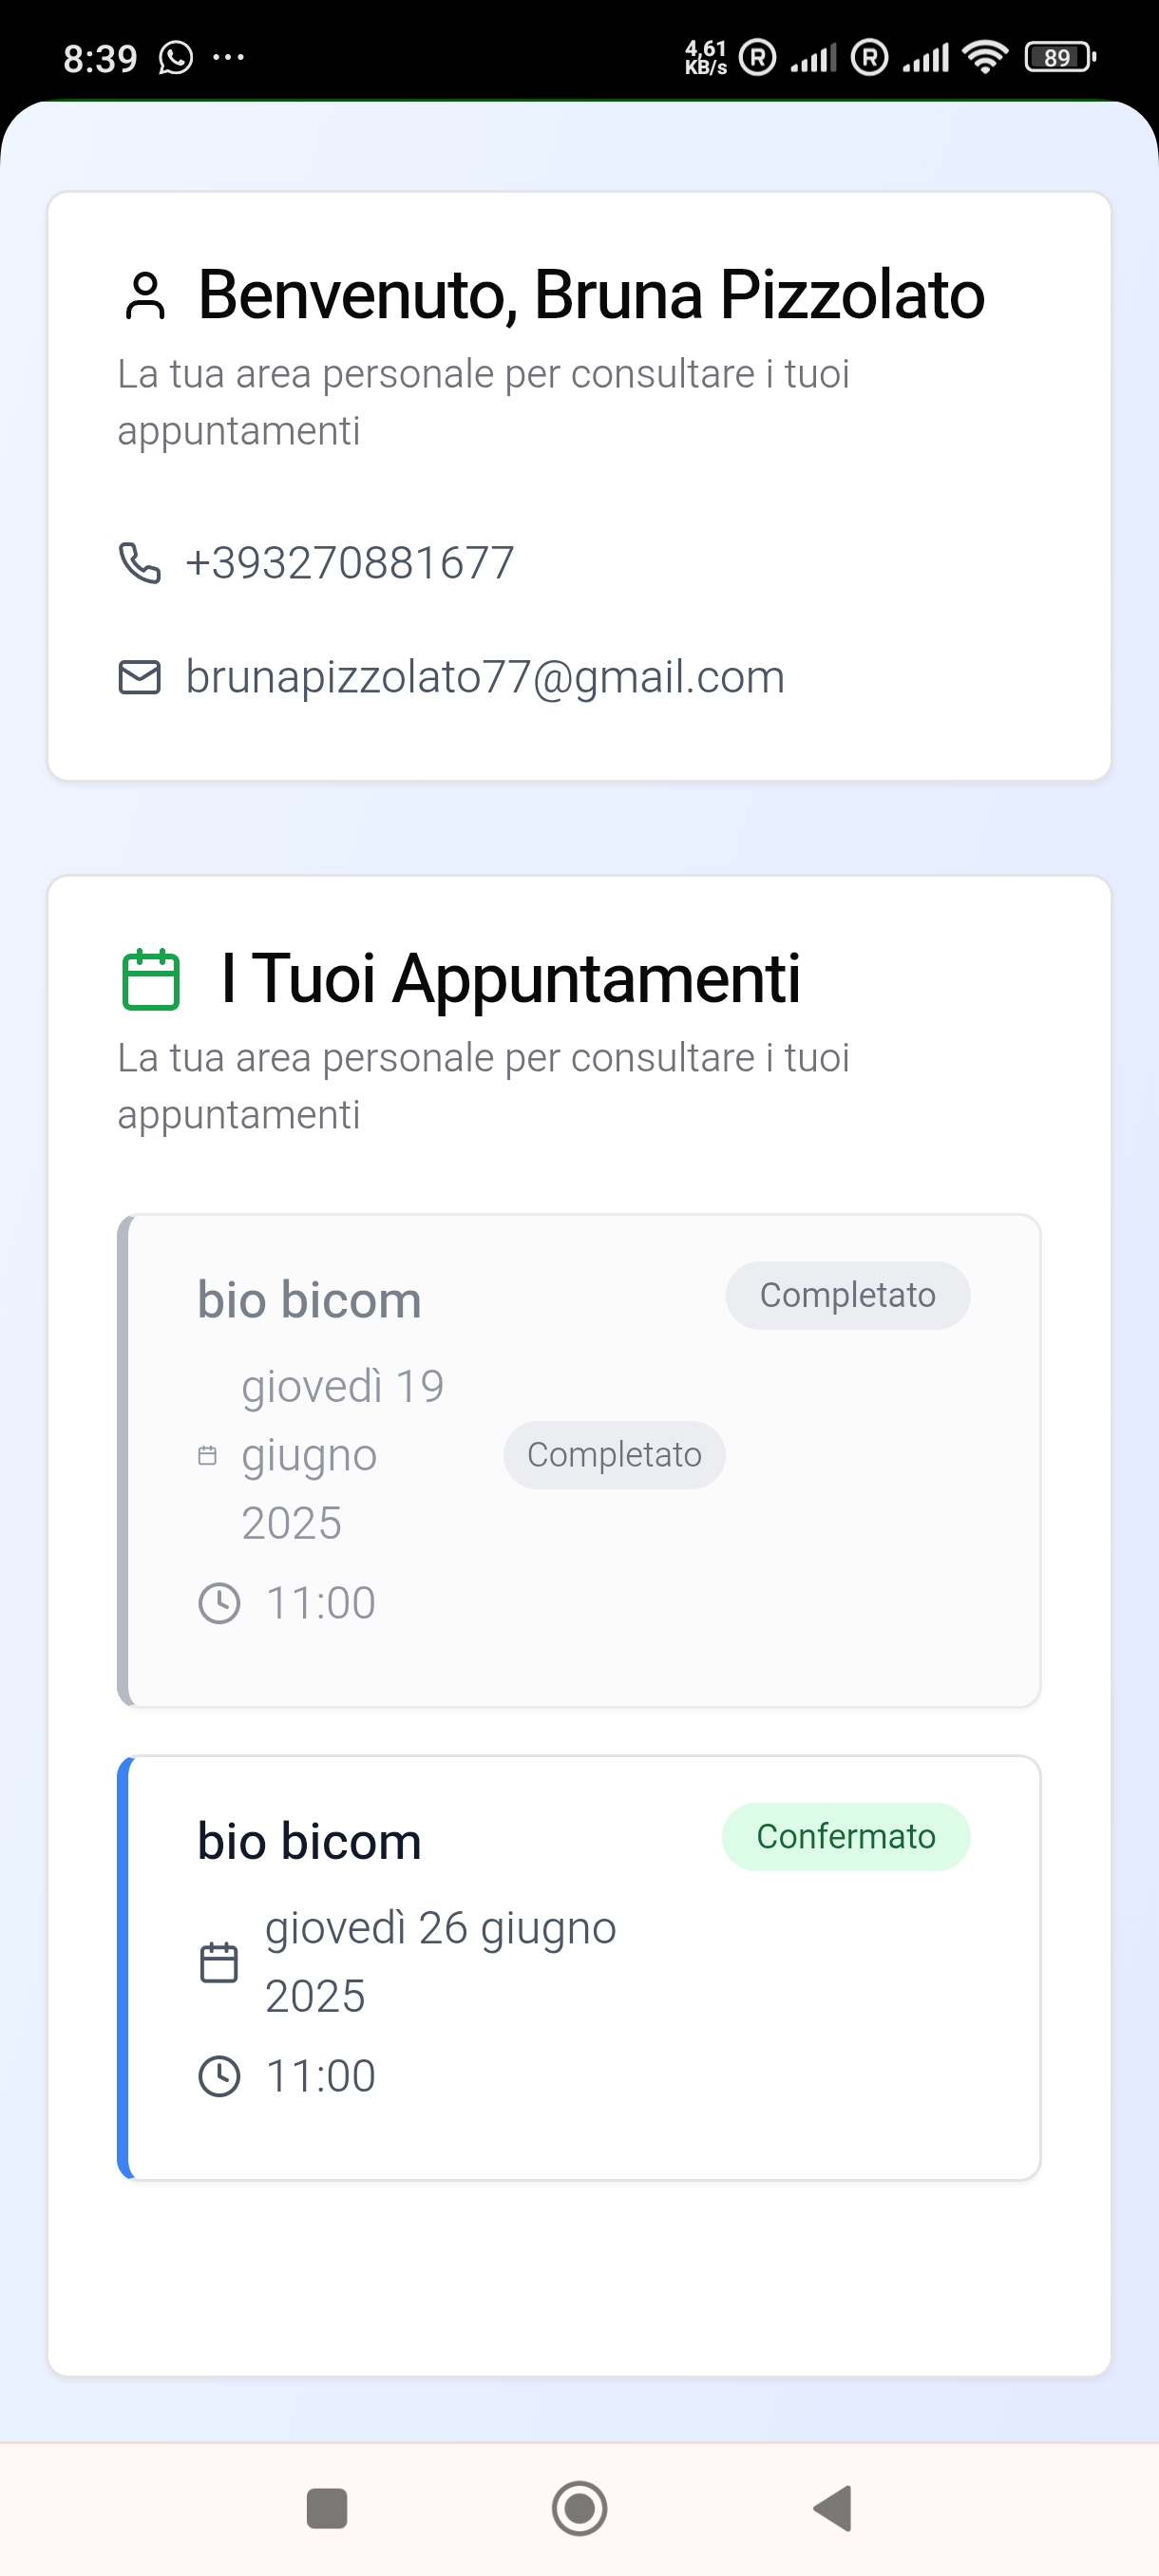 8:39
4,61
KB/s
R
R
89
Benvenuto, Bruna Pizzolato
La tua area personale per consultare i tuoi
appuntamenti
+393270881677
brunapizzolato77@gmail.com
I Tuoi Appuntamenti
La tua area personale per consultare i tuoi
appuntamenti
bio bicom
Completato
giovedì 19
giugno
2025
Completato
11:00
bio bicom
Confermato
giovedì 26 giugno
2025
11:00